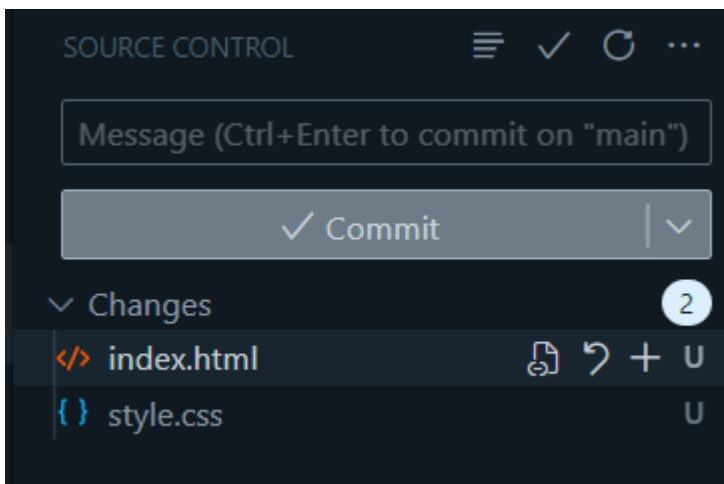 SOURCE CONTROL
Message (Ctrl+Enter to commit on "main")
Commit
Changes 2
index.html U
style.css U